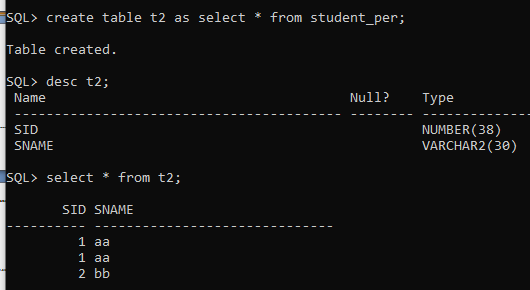 SQL> create table t2 as select * from student_per;
Table created.
SQL> desc t2;
Name Null? Type
----------------------------------------- -------- -------------
SID NUMBER(38)
SNAME VARCHAR2(30)
SQL> select * from t2;
SID SNAME
---------- ------------------------------
1 aa
1 aa
2 bb